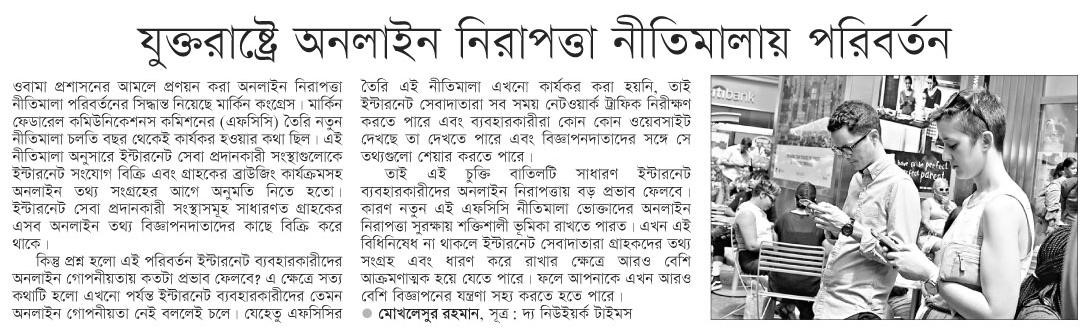 যুক্তরাষ্ট্রে অনলাইন নিরাপত্তা নীতিমালায় পরিবর্তন
ওবামা প্রশাসনের আমলে প্রণয়ন করা অনলাইন নিরাপত্তা
নীতিমালা পরিবর্তনের সিদ্ধান্ত নিয়েছে মার্কিন কংগ্রেস। মার্কিন
ফেডারেল কমিউনিকেশনস কমিশনের (এফসিসি) তৈরি নতুন
নীতিমালা চলতি বছর থেকেই কার্যকর হওয়ার কথা ছিল। এই
নীতিমালা অনুসারে ইন্টারনেট সেবা প্রদানকারী সংস্থাগুলোকে
ইন্টারনেট সংযোগ বিক্রি এবং গ্রাহকের ব্রাউজিং কার্যক্রমসহ
অনলাইন তথ্য সংগ্রহের আগে অনুমতি নিতে হতো।
ইন্টারনেট সেবা প্রদানকারী সংস্থাসমূহ সাধারণত গ্রাহকের
এসব অনলাইন তথ্য বিজ্ঞাপনদাতাদের কাছে বিক্রি করে
থাকে।
কিন্তু প্রশ্ন হলো এই পরিবর্তন ইন্টারনেট ব্যবহারকারীদের
অনলাইন গোপনীয়তায় কতটা প্রভাব ফেলবে? এ ক্ষেত্রে সত্য
কথাটি হলো এখনো পর্যন্ত ইন্টারনেট ব্যবহারকারীদের তেমন
অনলাইন গোপনীয়তা নেই বললেই চলে। যেহেতু এফসিসির
তৈরি এই নীতিমালা এখনো কার্যকর করা হয়নি, তাই
ইন্টারনেট সেবাদাতারা সব সময় নেটওয়ার্ক ট্রাফিক নিরীক্ষণ
করতে পারে এবং ব্যবহারকারীরা কোন কোন ওয়েবসাইট
দেখছে তা দেখতে পারে এবং বিজ্ঞাপনদাতাদের সঙ্গে সে
তথ্যগুলো শেয়ার করতে পারে।
তাই এই চুক্তি বাতিলটি সাধারণ ইন্টারনেট
ব্যবহারকারীদের অনলাইন নিরাপত্তায় বড় প্রভাব ফেলবে।
কারণ নতুন এই এফসিসি নীতিমালা ভোক্তাদের অনলাইন
নিরাপত্তা সুরক্ষায় শক্তিশালী ভূমিকা রাখতে পারত। এখন এই
বিধিনিষেধ না থাকলে ইন্টারনেট সেবাদাতারা গ্রাহকদের তথ্য
সংগ্রহ এবং ধারণ করে রাখার ক্ষেত্রে আরও বেশি
আক্রমণাত্মক হয়ে যেতে পারে। ফলে আপনাকে এখন আরও
বেশি বিজ্ঞাপনের যন্ত্রণা সহ্য করতে হতে পারে।
● মোখলেসুর রহমান, সূত্র : দ্য নিউইয়র্ক টাইমস
citibank
have to be perfect
perfect parent